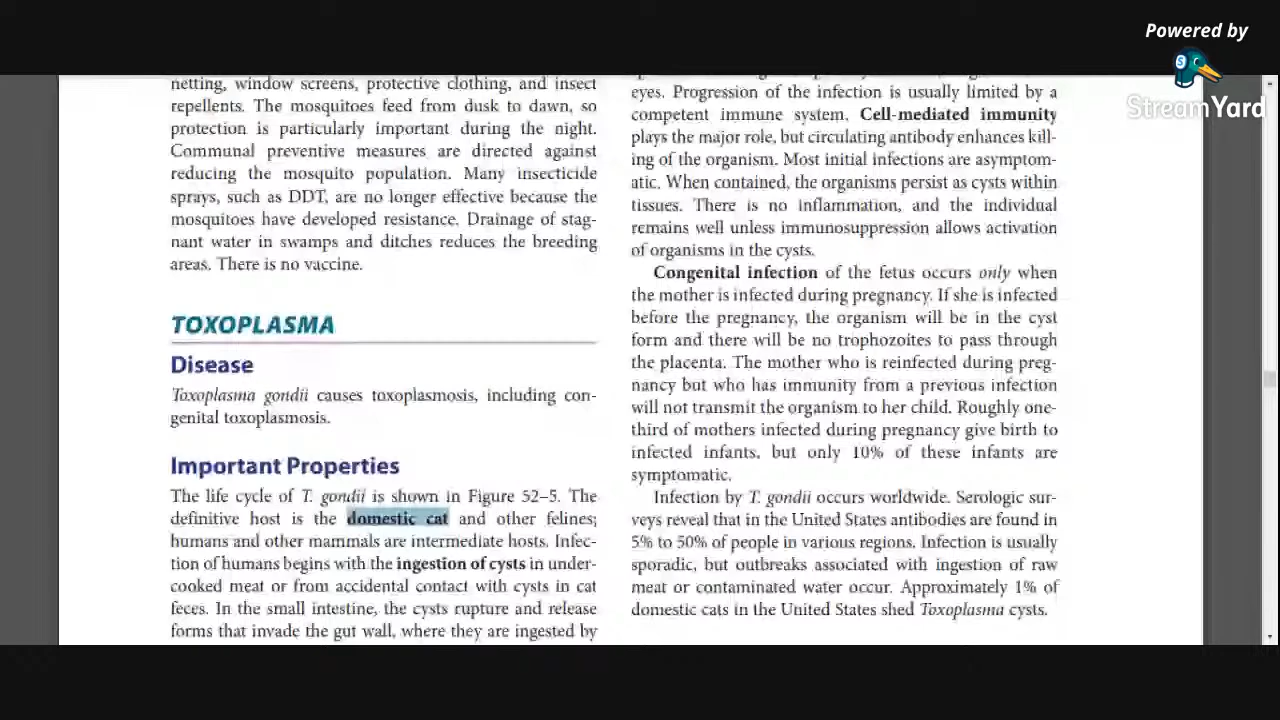 Powered by
StreamYard
netting, window screens, protective clothing, and insect
repellents. The mosquitoes feed from dusk to dawn, so
protection is particularly important during the night.
Communal preventive measures are directed against
reducing the mosquito population. Many insecticide
sprays, such as DDT, are no longer effective because the
mosquitoes have developed resistance. Drainage of stag-
nant water in swamps and ditches reduces the breeding
areas. There is no vaccine.
TOXOPLASMA
Disease
Toxoplasma gondii causes toxoplasmosis, including con-
genital toxoplasmosis.
Important Properties
The life cycle of T. gondii is shown in Figure 52–5. The
definitive host is the domestic cat and other felines;
humans and other mammals are intermediate hosts. Infec-
tion of humans begins with the ingestion of cysts in under-
cooked meat or from accidental contact with cysts in cat
feces. In the small intestine, the cysts rupture and release
forms that invade the gut wall, where they are ingested by
eyes. Progression of the infection is usually limited by a
competent immune system. Cell-mediated immunity
plays the major role, but circulating antibody enhances kill-
ing of the organism. Most initial infections are asymptom-
atic. When contained, the organisms persist as cysts within
tissues. There is no inflammation, and the individual
remains well unless immunosuppression allows activation
of organisms in the cysts.
Congenital infection of the fetus occurs only when
the mother is infected during pregnancy. If she is infected
before the pregnancy, the organism will be in the cyst
form and there will be no trophozoites to pass through
the placenta. The mother who is reinfected during preg-
nancy but who has immunity from a previous infection
will not transmit the organism to her child. Roughly one-
third of mothers infected during pregnancy give birth to
infected infants, but only 10% of these infants are
symptomatic.
Infection by T. gondii occurs worldwide. Serologic sur-
veys reveal that in the United States antibodies are found in
5% to 50% of people in various regions. Infection is usually
sporadic, but outbreaks associated with ingestion of raw
meat or contaminated water occur. Approximately 1% of
domestic cats in the United States shed Toxoplasma cysts.